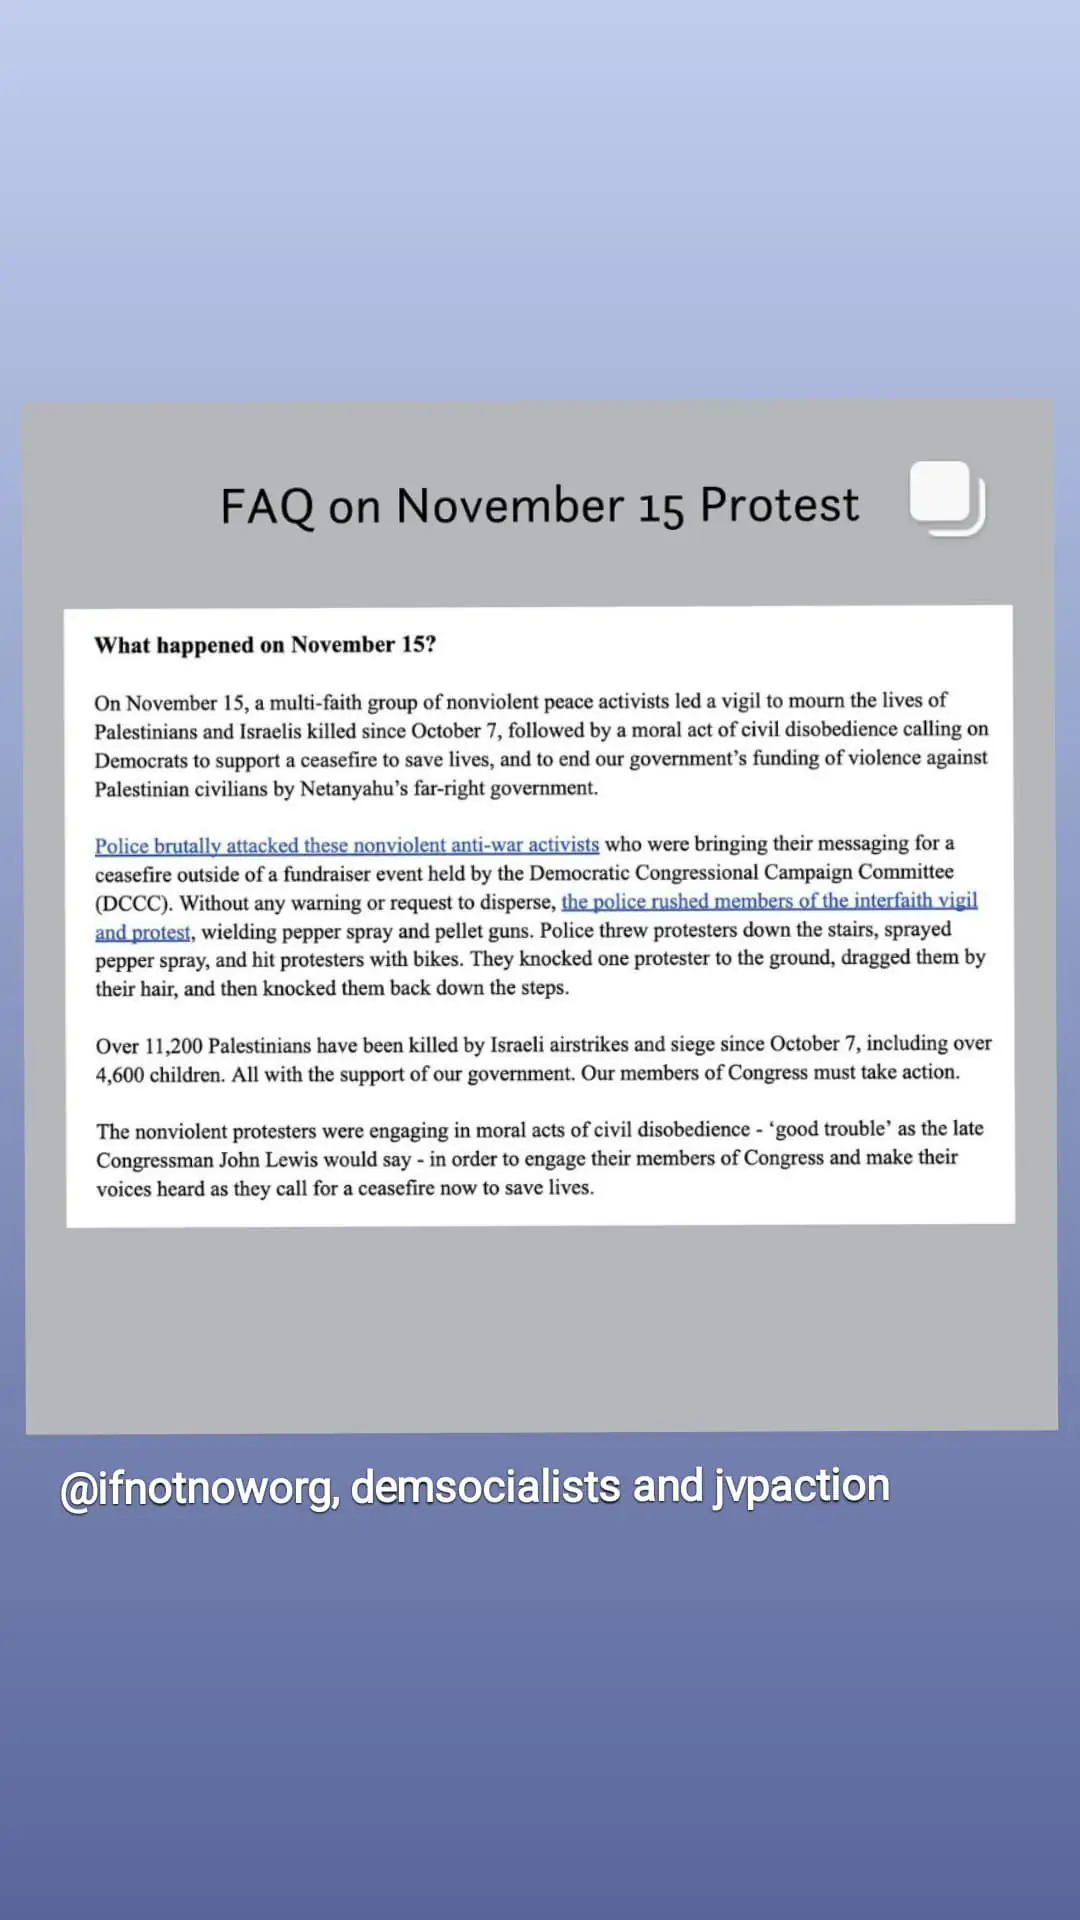 FAQ on November 15 Protest
What happened on November 15?
On November 15, a multi-faith group of nonviolent peace activists led a vigil to mourn the lives of
Palestinians and Israelis killed since October 7, followed by a moral act of civil disobedience calling on
Democrats to support a ceasefire to save lives, and to end our government’s funding of violence against
Palestinian civilians by Netanyahu’s far-right government.
Police brutally attacked these nonviolent anti-war activists who were bringing their messaging for a
ceasefire outside of a fundraiser event held by the Democratic Congressional Campaign Committee
(DCCC). Without any warning or request to disperse, the police rushed members of the interfaith vigil
and protest, wielding pepper spray and pellet guns. Police threw protesters down the stairs, sprayed
pepper spray, and hit protesters with bikes. They knocked one protester to the ground, dragged them by
their hair, and then knocked them back down the steps.
Over 11,200 Palestinians have been killed by Israeli airstrikes and siege since October 7, including over
4,600 children. All with the support of our government. Our members of Congress must take action.
The nonviolent protesters were engaging in moral acts of civil disobedience - ‘good trouble’ as the late
Congressman John Lewis would say - in order to engage their members of Congress and make their
voices heard as they call for a ceasefire now to save lives.
@ifnotnoworg, demsocialists and jvpaction